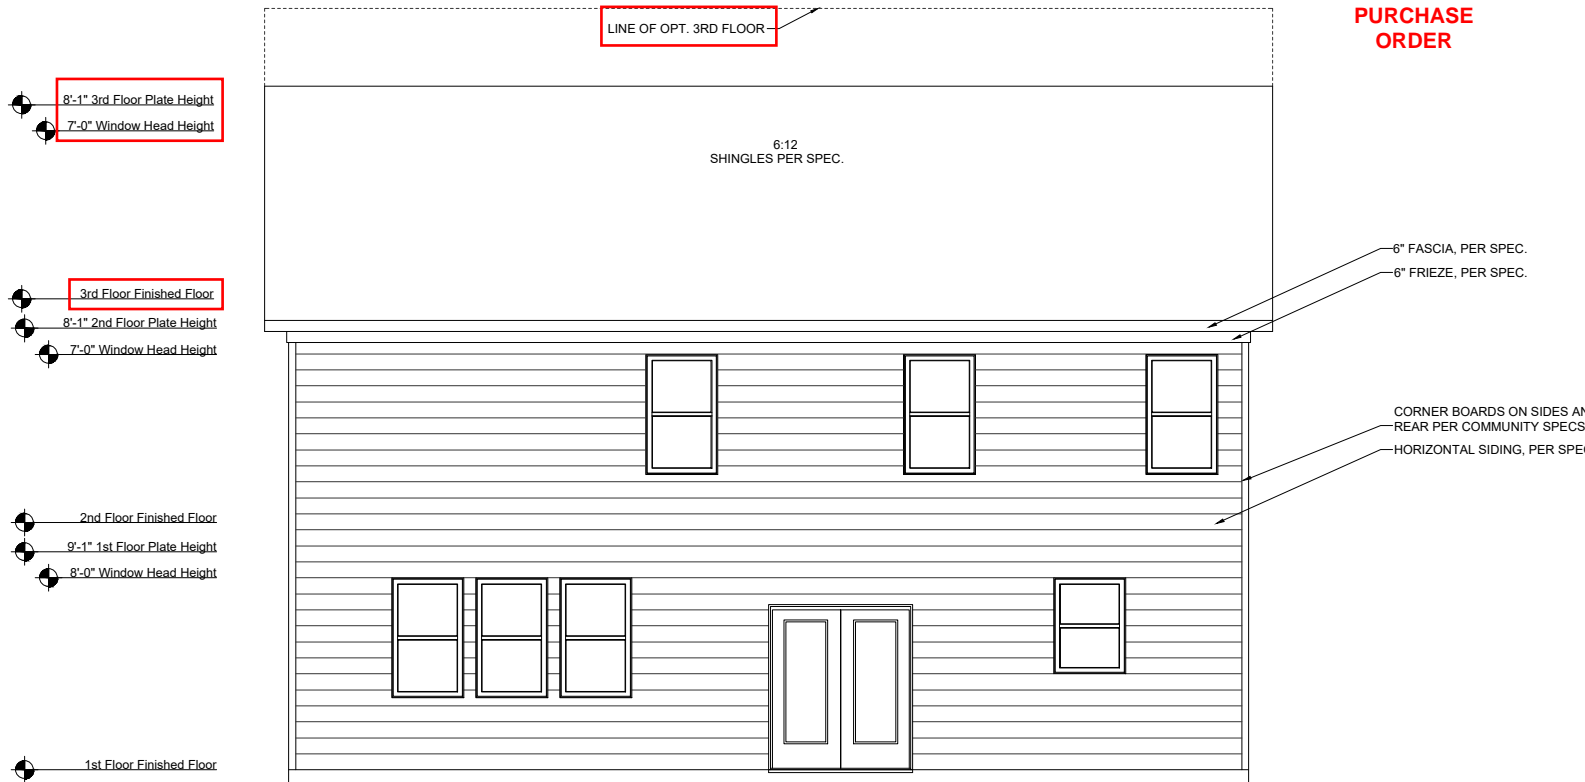 PURCHASE
ORDER
LINE OF OPT. 3RD FLOOR
8'-1" 3rd Floor Plate Height
7'-0" Window Head Height
6:12
SHINGLES PER SPEC.
6" FASCIA, PER SPEC.
6" FRIEZE, PER SPEC.
3rd Floor Finished Floor
8'-1" 2nd Floor Plate Height
7'-0" Window Head Height
CORNER BOARDS ON SIDES AN
REAR PER COMMUNITY SPECS
HORIZONTAL SIDING, PER SPEC
2nd Floor Finished Floor
9'-1" 1st Floor Plate Height
8'-0" Window Head Height
1st Floor Finished Floor